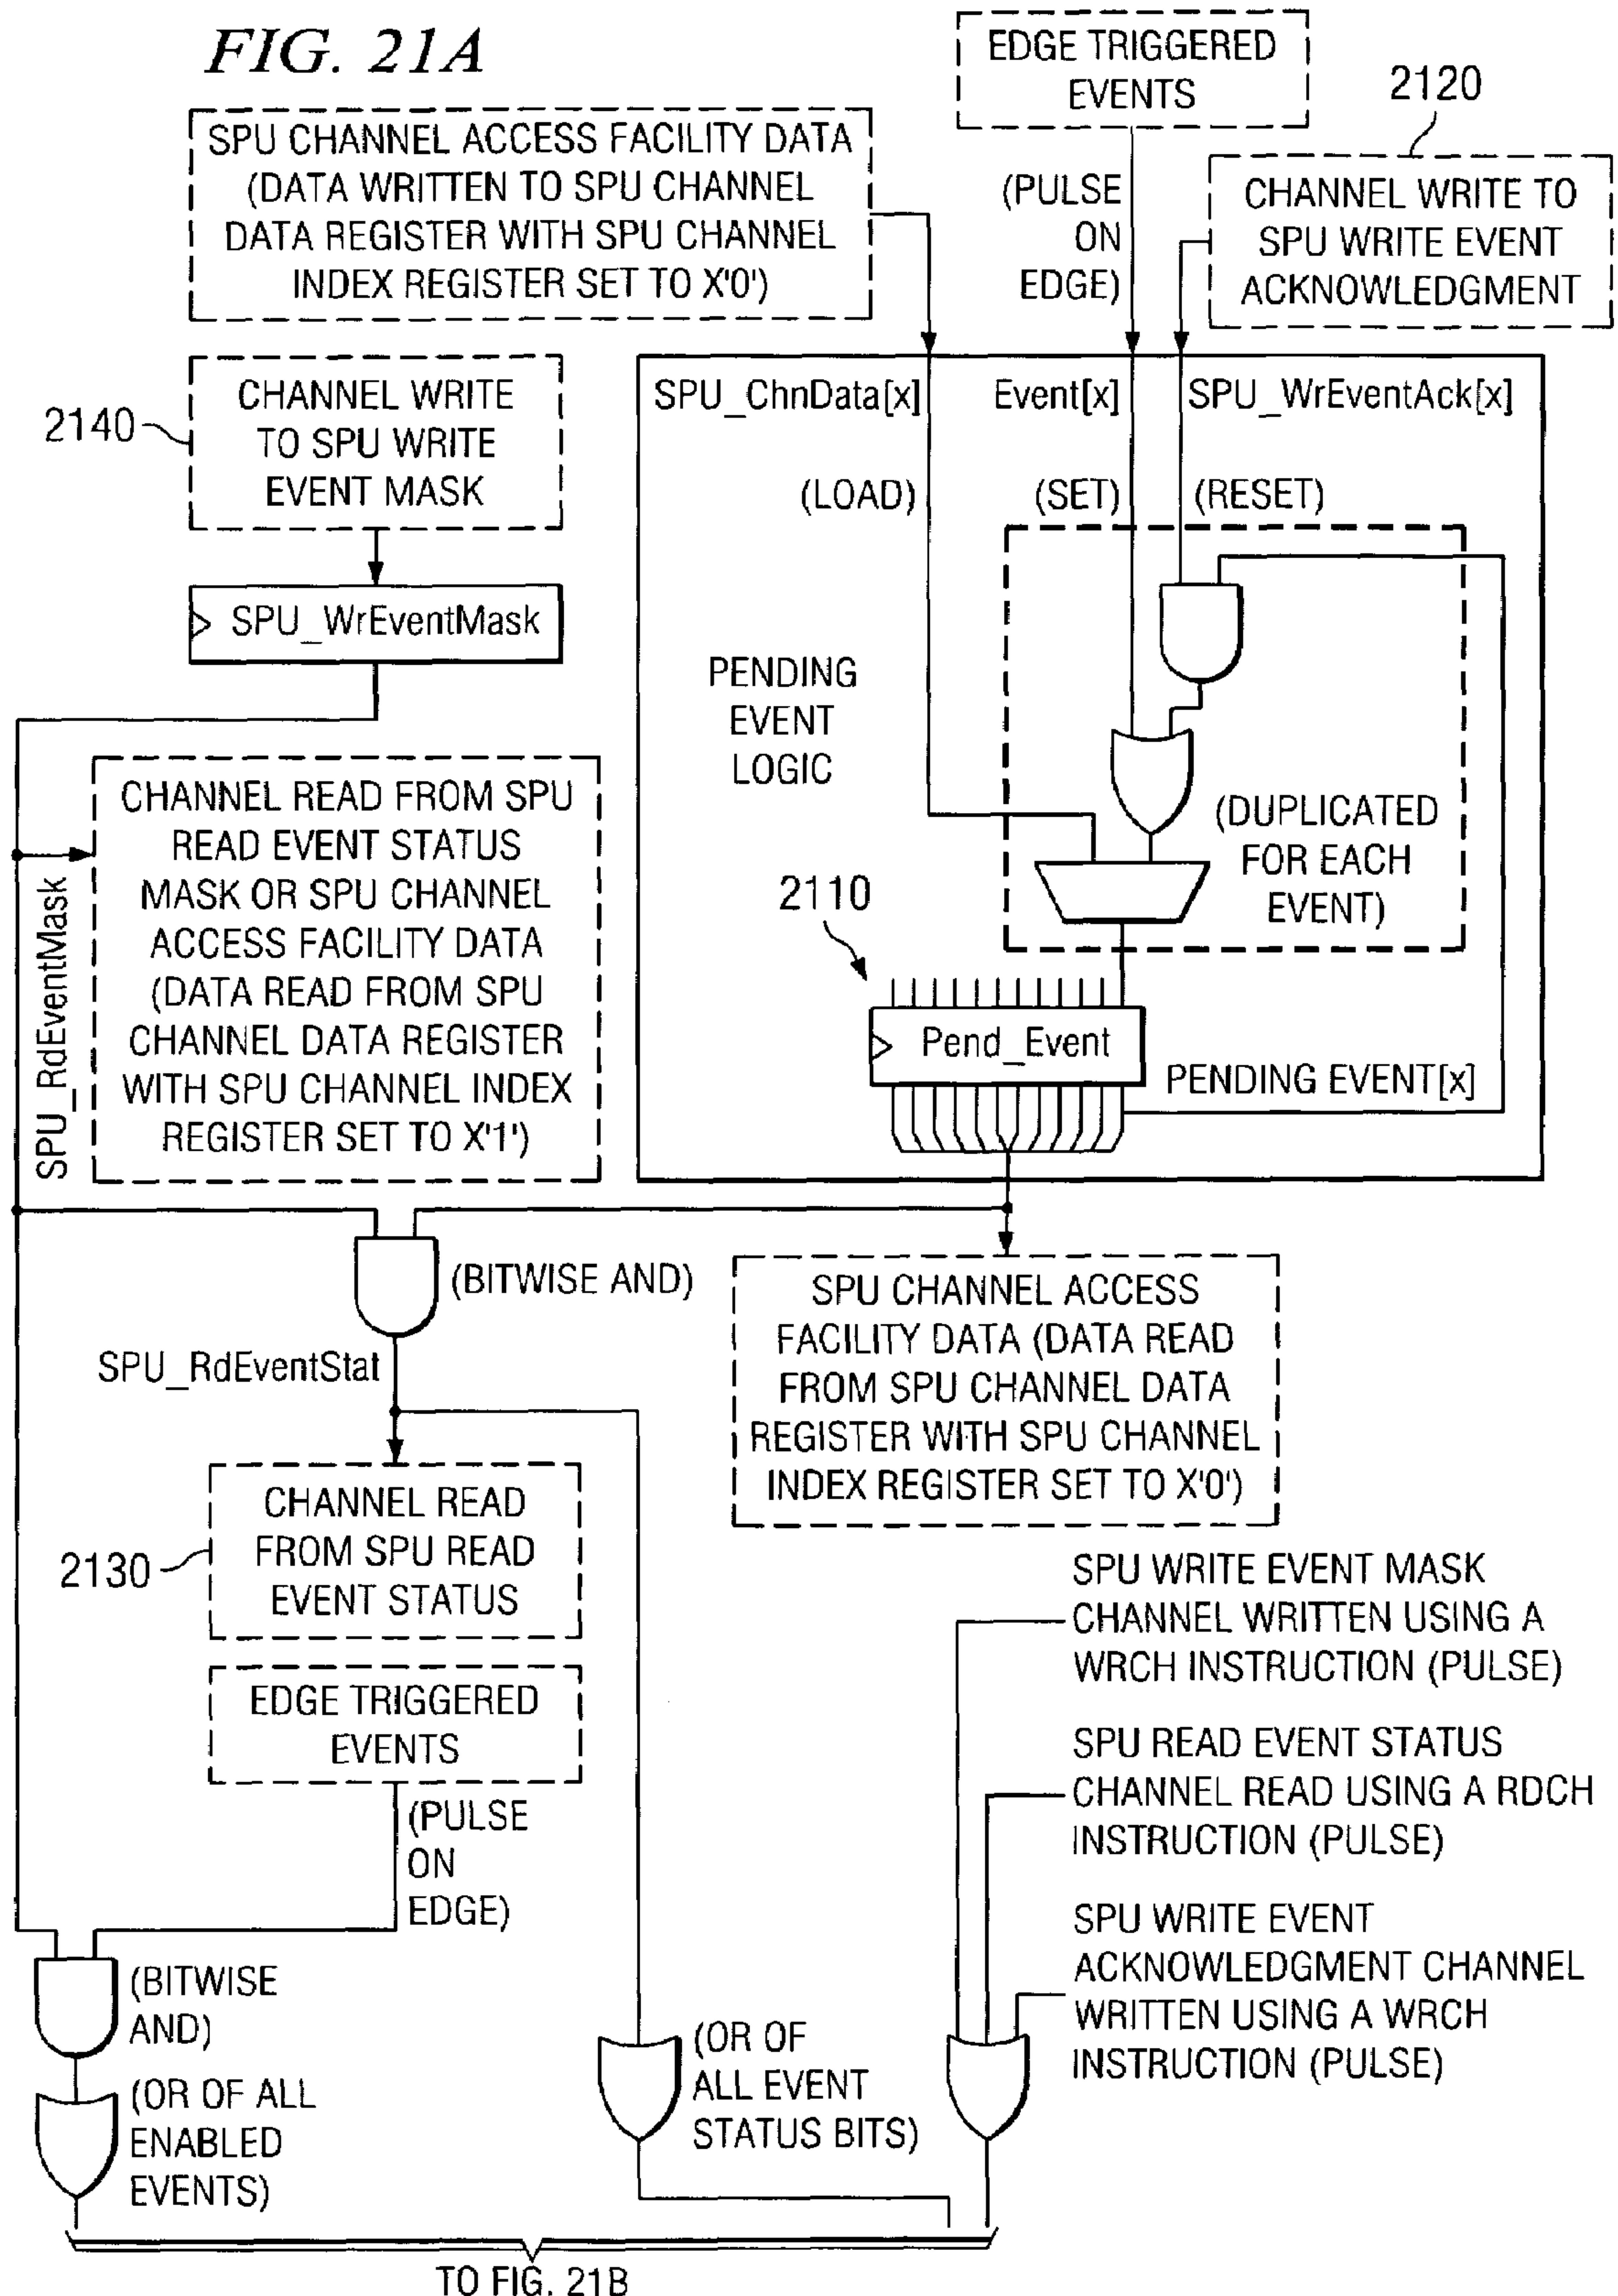 FIG. 21A
EDGE TRIGGERED
EVENTS
2120
SPU CHANNEL ACCESS FACILITY DATA
(DATA WRITTEN TO SPU CHANNEL
DATA REGISTER WITH SPU CHANNEL
INDEX REGISTER SET TO X'0')
(PULSE
ON
EDGE)
CHANNEL WRITE TO
SPU WRITE EVENT
ACKNOWLEDGMENT
2140
CHANNEL WRITE
TO SPU WRITE
EVENT MASK
SPU_ChnData[x]
Event[x]
SPU_WrEventAck[x]
(LOAD)
(SET)
(RESET)
SPU_WrEventMask
PENDING
EVENT
LOGIC
(DUPLICATED
FOR EACH
EVENT)
2110
Pend_Event
PENDING EVENT[x]
SPU_RdEventMask
CHANNEL READ FROM SPU
READ EVENT STATUS
MASK OR SPU CHANNEL
ACCESS FACILITY DATA
(DATA READ FROM SPU
CHANNEL DATA REGISTER
WITH SPU CHANNEL INDEX
REGISTER SET TO X'1')
(BITWISE AND)
SPU_RdEventStat
SPU CHANNEL ACCESS
FACILITY DATA (DATA READ
FROM SPU CHANNEL DATA
REGISTER WITH SPU CHANNEL
INDEX REGISTER SET TO X'0')
2130
CHANNEL READ
FROM SPU READ
EVENT STATUS
EDGE TRIGGERED
EVENTS
(PULSE
ON
EDGE)
SPU WRITE EVENT MASK
CHANNEL WRITTEN USING A
WRCH INSTRUCTION (PULSE)
SPU READ EVENT STATUS
CHANNEL READ USING A RDCH
INSTRUCTION (PULSE)
SPU WRITE EVENT
ACKNOWLEDGMENT CHANNEL
WRITTEN USING A WRCH
INSTRUCTION (PULSE)
(BITWISE
AND)
(OR OF ALL
ENABLED
EVENTS)
(OR OF
ALL EVENT
STATUS BITS)
TO FIG. 21B